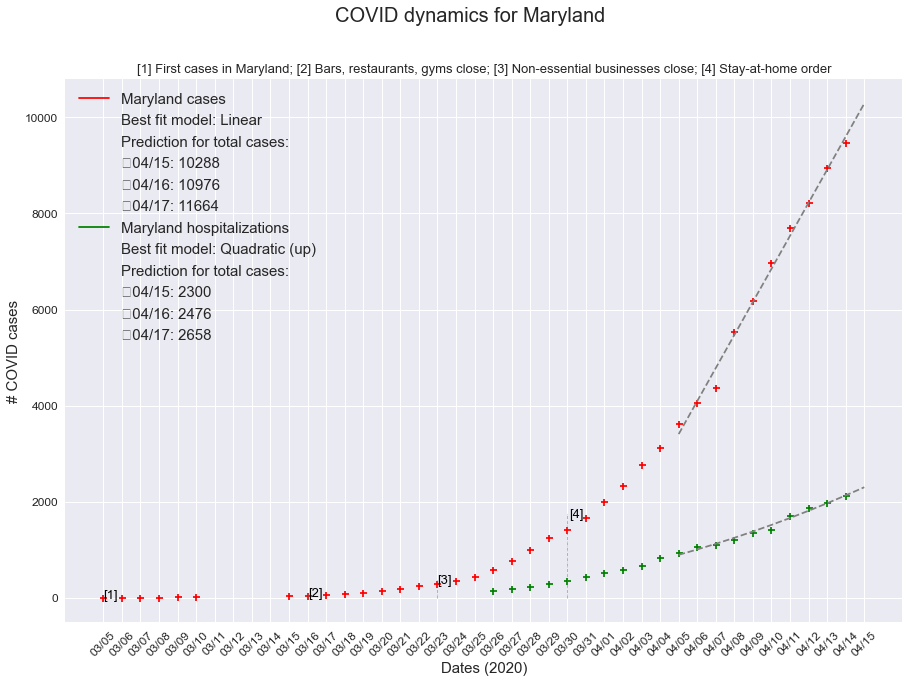 COVID dynamics for Maryland
[1] First cases in Maryland; [2] Bars, restaurants, gyms close; [3] Non-essential businesses close; [4] Stay-at-home order
Maryland cases
Best fit model: Linear
Prediction for total cases:
04/15: 10288
04/16: 10976
04/17: 11664
Maryland hospitalizations
Best fit model: Quadratic (up)
Prediction for total cases:
04/15: 2300
04/16: 2476
04/17: 2658
# COVID cases
10000
8000
6000
4000
2000
0
[1]
[2]
[3]
[4]
03/05 03/06 03/07 03/08 03/09 03/10 03/11 03/12 03/13 03/14 03/15 03/16 03/17 03/18 03/19 03/20 03/21 03/22 03/23 03/24 03/25 03/26 03/27 03/28 03/29 03/30 03/31 04/01 04/02 04/03 04/04 04/05 04/06 04/07 04/08 04/09 04/10 04/11 04/12 04/13 04/14 04/15
Dates (2020)